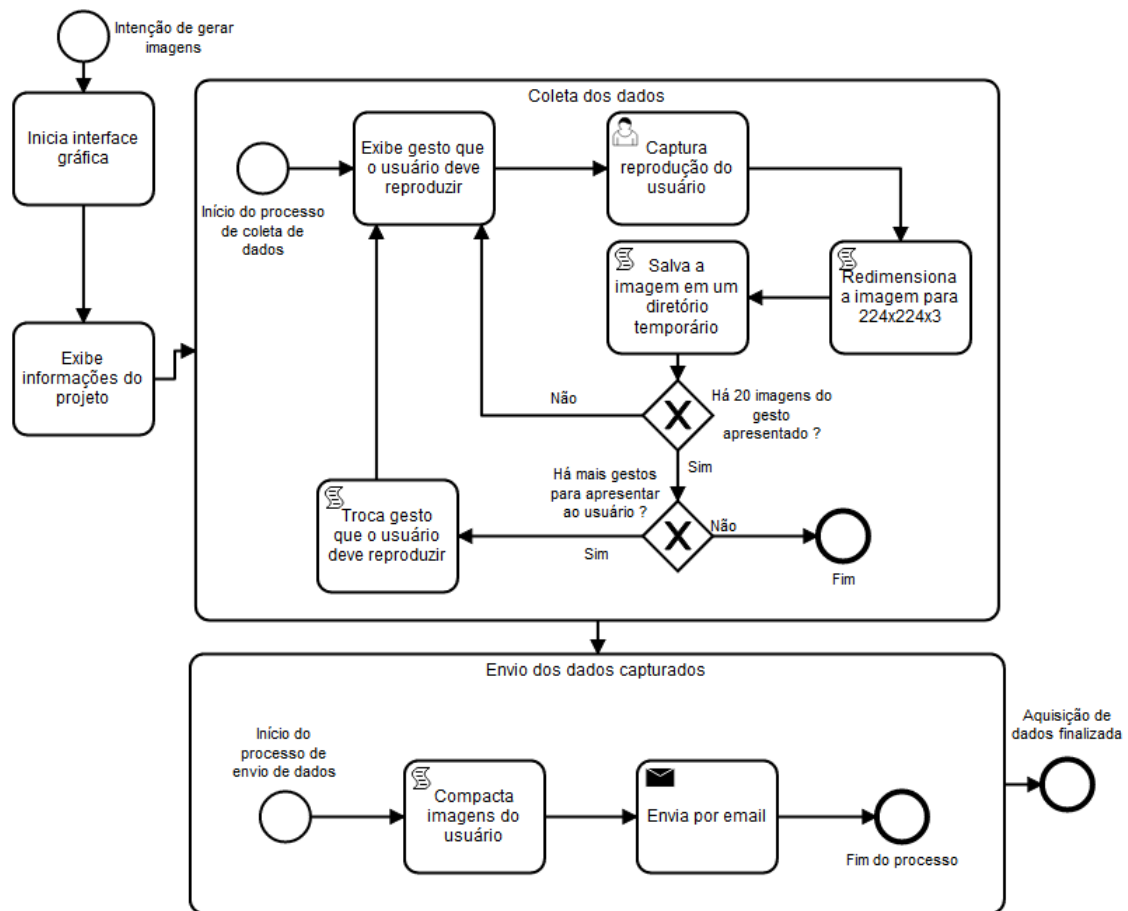 Intenção de gerar
imagens
Inicia interface
gráfica
Exibe
informações do
projeto
Coleta dos dados
Início do processo
de coleta de
dados
Exibe gesto que
o usuário deve
reproduzir
Captura
reprodução do
usuário
Redimensiona
a imagem para
224x224x3
Salva a
imagem em um
diretório
temporário
Há 20 imagens do
gesto
apresentado ?
Não
Sim
Há mais gestos
para apresentar
ao usuário ?
Não
Sim
Fim
Troca gesto
que o usuário
deve reproduzir
Envio dos dados capturados
Início do
processo de
envio de dados
Compacta
imagens do
usuário
Envia por email
Fim do processo
Aquisição de
dados finalizada